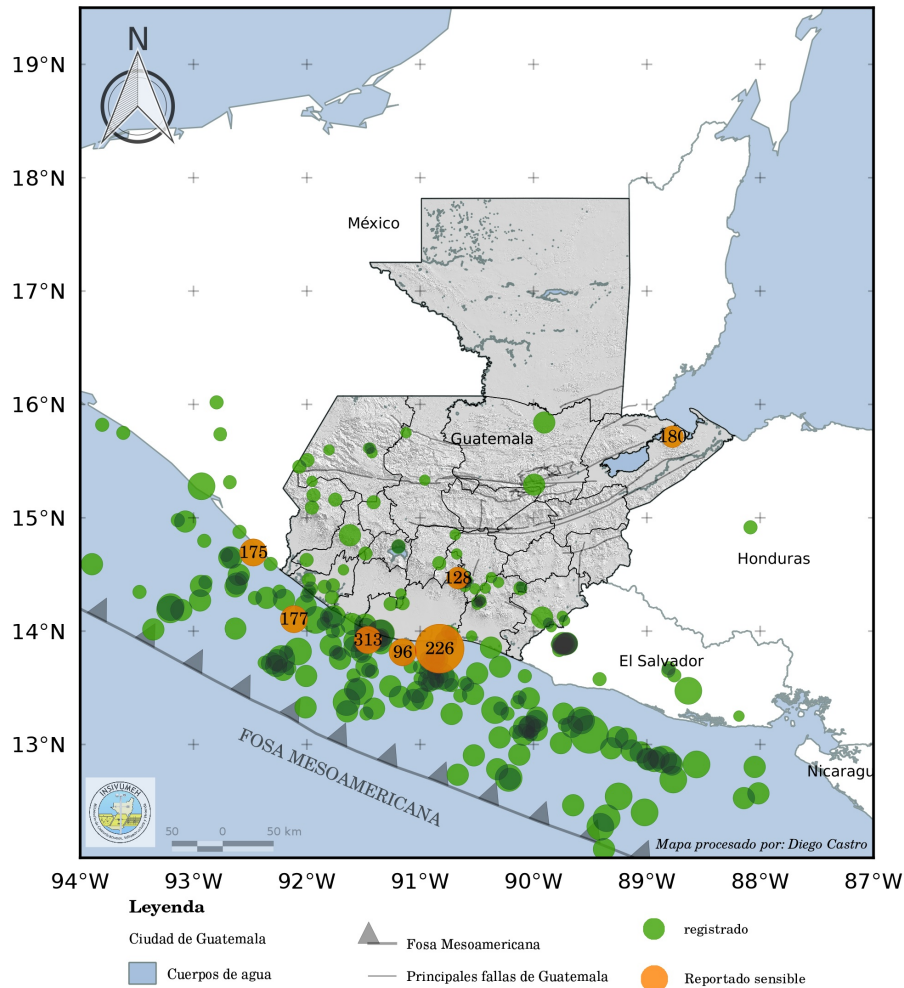 N
19°N
18°N
México
17°N
16°N
Guatemala
180
15°N
175
Honduras
128
177
14°N
313
96
226
El Salvador
13°N
FOSA MESOAMERICANA
Nicaragu
INSIVUMEH
50 0 50 km
Mapa procesado por: Diego Castro
94°W 93°W 92°W 91°W 90°W 89°W 88°W 87°W
Leyenda
Ciudad de Guatemala
Fosa Mesoamericana
registrado
Cuerpos de agua
Principales fallas de Guatemala
Reportado sensible